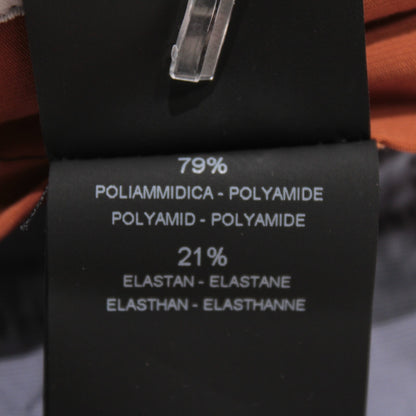 79%
POLIAMMIDICA - POLYAMIDE
POLYAMID - POLYAMIDE
21%
ELASTAN - ELASTANE
ELASTHAN - ELASTHANNE